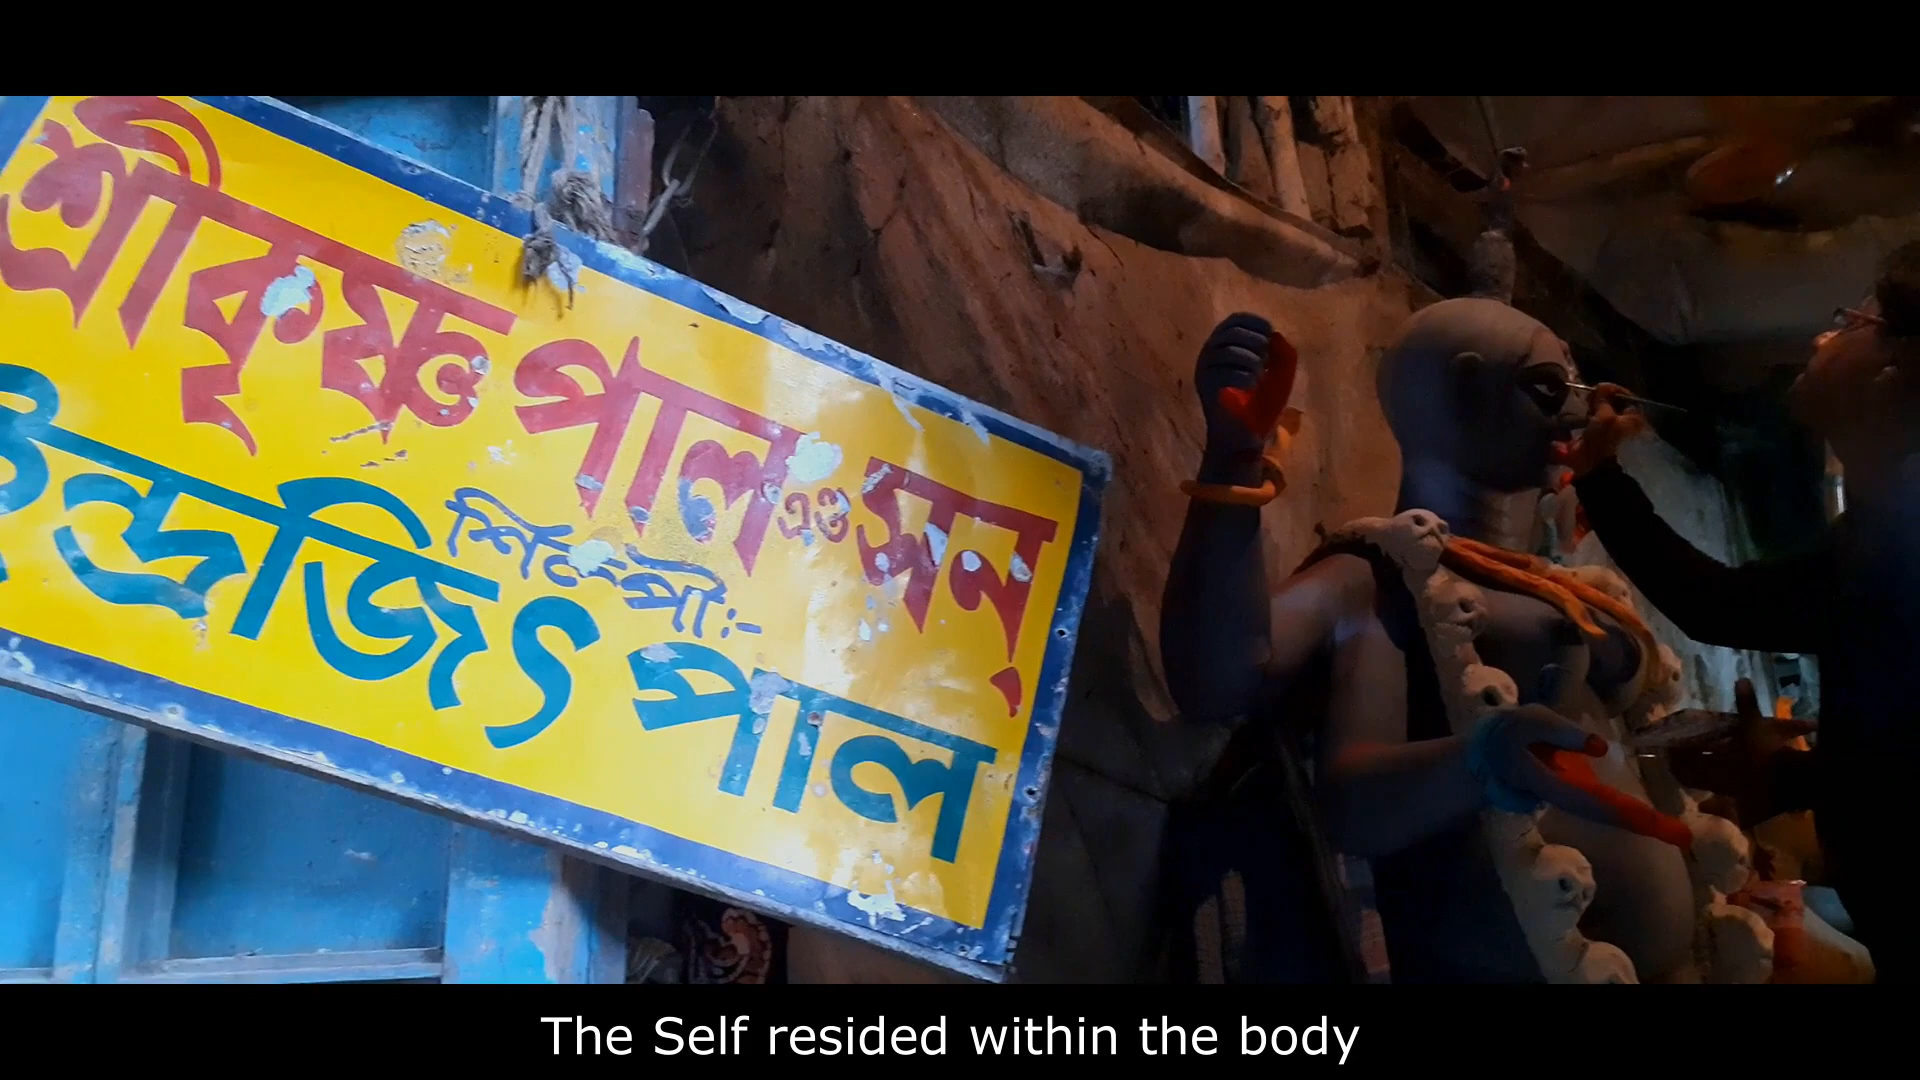 শ্রীকৃষ্ণ পাল এণ্ড সন্
শিল্পী:-
ইন্দ্রজিৎ পাল
The Self resided within the body